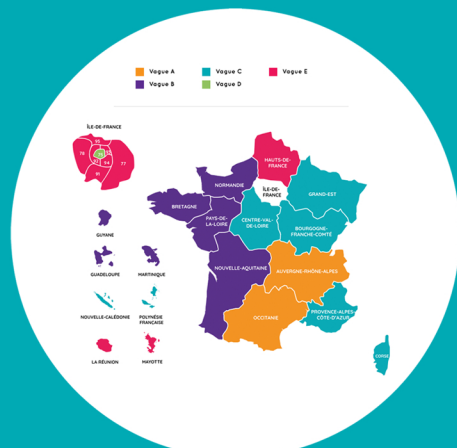 Vague A
Vague C
Vague E
Vague B
Vague D
ÎLE-DE-FRANCE
95
78
77
94
91
HAUTS-DE-
FRANCE
NORMANDIE
ÎLE-DE-
FRANCE
GRAND-EST
BRETAGNE
PAYS-DE-
LA-LOIRE
CENTRE-VAL-
DE-LOIRE
BOURGOGNE-
FRANCHE-COMTÉ
GUYANE
NOUVELLE-AQUITAINE
AUVERGNE-RHÔNE-ALPES
GUADELOUPE
MARTINIQUE
NOUVELLE-CALÉDONIE
POLYNÉSIE
FRANÇAISE
OCCITANIE
PROVENCE-ALPES-
CÔTE-D'AZUR
CORSE
LA RÉUNION
MAYOTTE